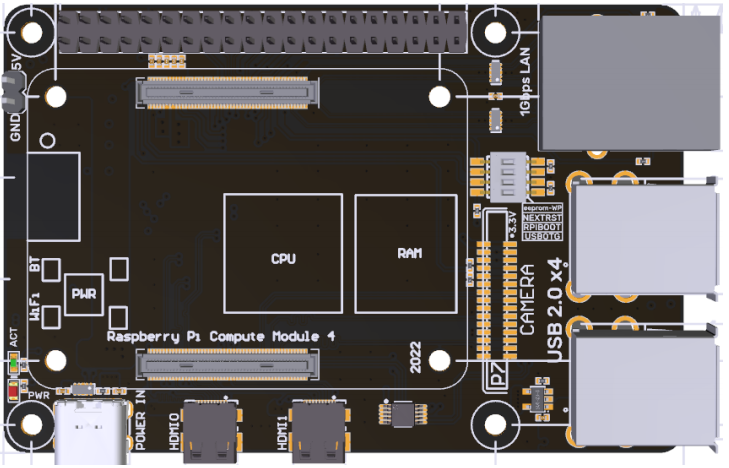 5V
GND
1Gbps LAN
eeprom-WP
NEXTRST
RPIBOOT
USBOTG
3.3V
CPU
RAM
BT
WiFi
PWR
CAMERA
USB 2.0 x4
Raspberry Pi Compute Module 4
2022
ACT
PWR
P7
POWER IN
HDMI0
HDMI1